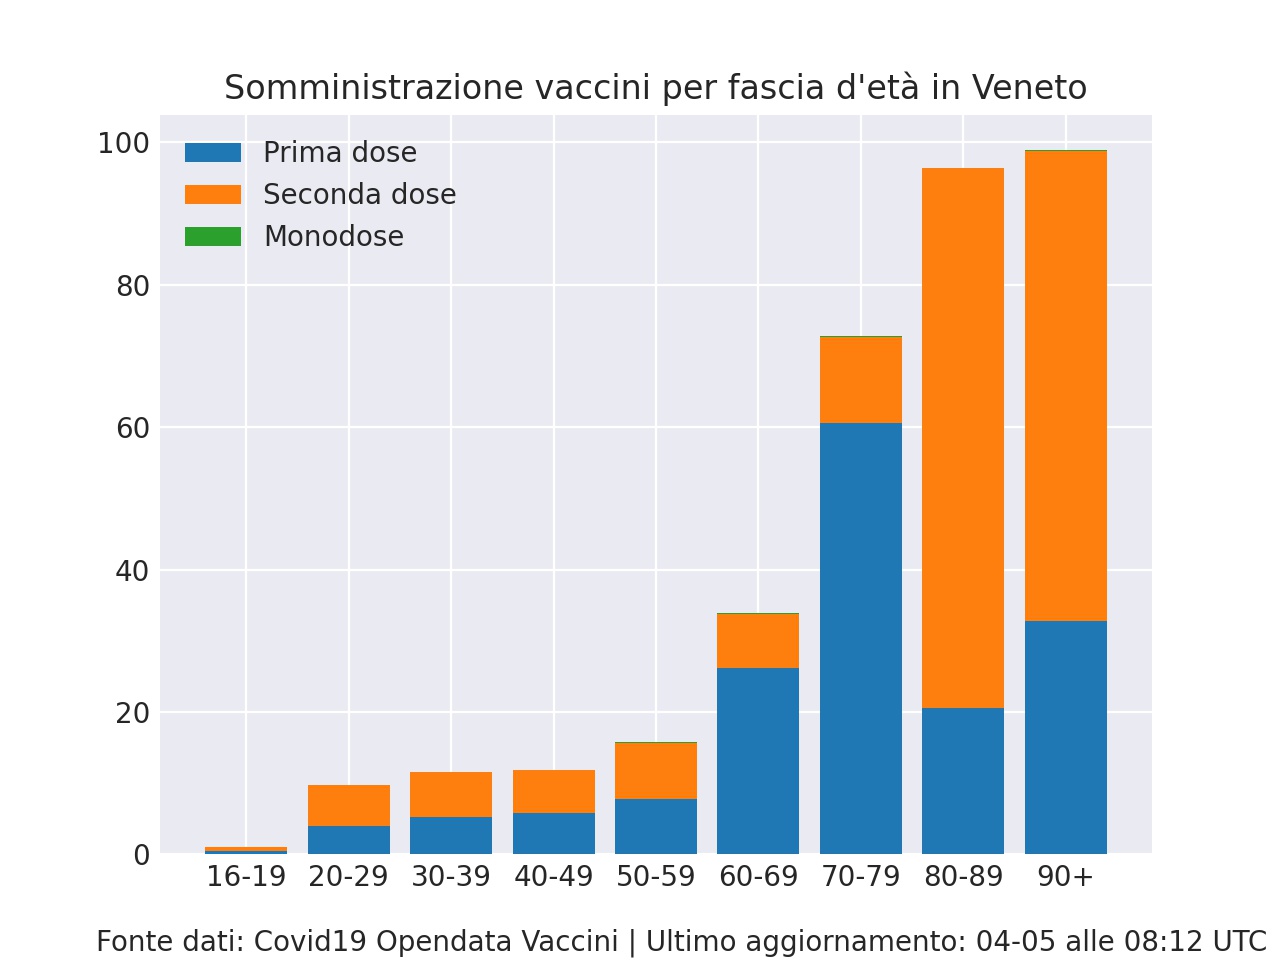 Somministrazione vaccini per fascia d'età in Veneto
100
80
60
40
20
0
Prima dose
Seconda dose
Monodose
16-19 20-29 30-39 40-49 50-59 60-69 70-79 80-89 90+
Fonte dati: Covid19 Opendata Vaccini | Ultimo aggiornamento: 04-05 alle 08:12 UTC